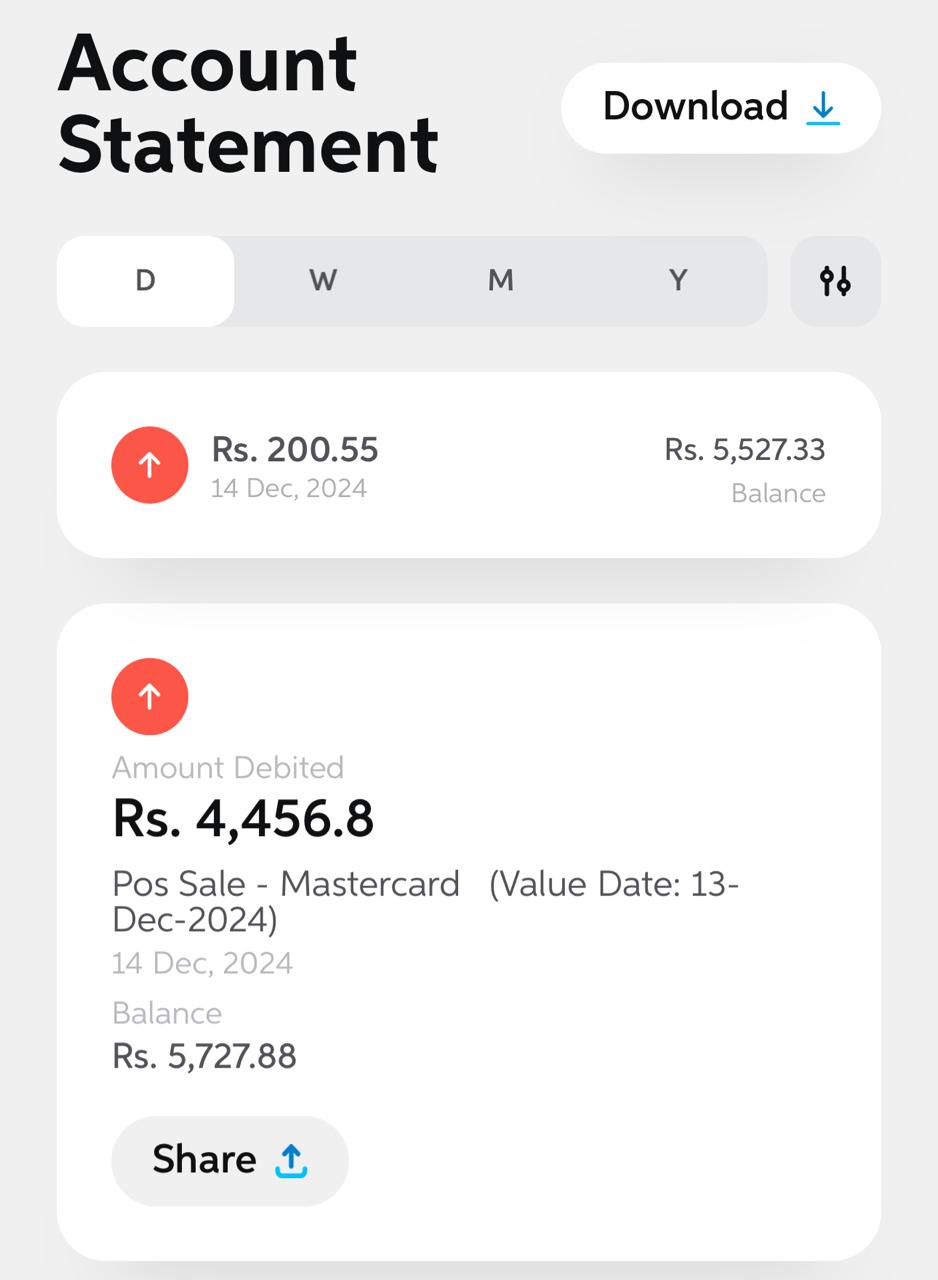 Account
Statement
Download
D
W
M
Y
Rs. 200.55
14 Dec, 2024
Rs. 5,527.33
Balance
Amount Debited
Rs. 4,456.8
Pos Sale - Mastercard   (Value Date: 13-
Dec-2024)
14 Dec, 2024
Balance
Rs. 5,727.88
Share